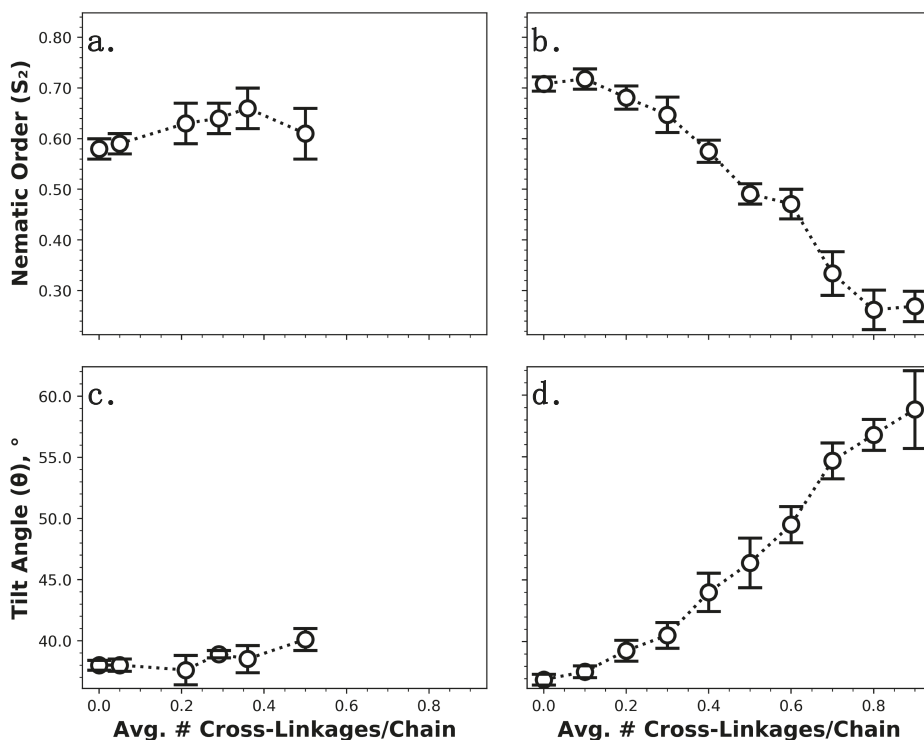 a.
b.
0.80
0.70
0.60
0.50
0.40
0.30
Nematic Order (S₂)
c.
d.
60.0
55.0
50.0
45.0
40.0
Tilt Angle (θ), °
0.0 0.2 0.4 0.6 0.8
0.0 0.2 0.4 0.6 0.8
Avg. # Cross-Linkages/Chain
Avg. # Cross-Linkages/Chain